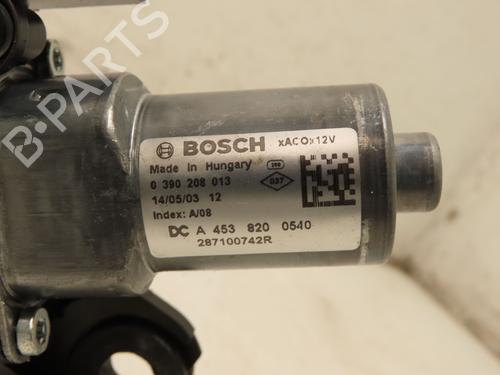 B-PARTS
BOSCH xACOx12V
Made in Hungary
0 390 208 013 037
14/05/03 12
Index: A/08
DC A 453 820 0540
287100742R